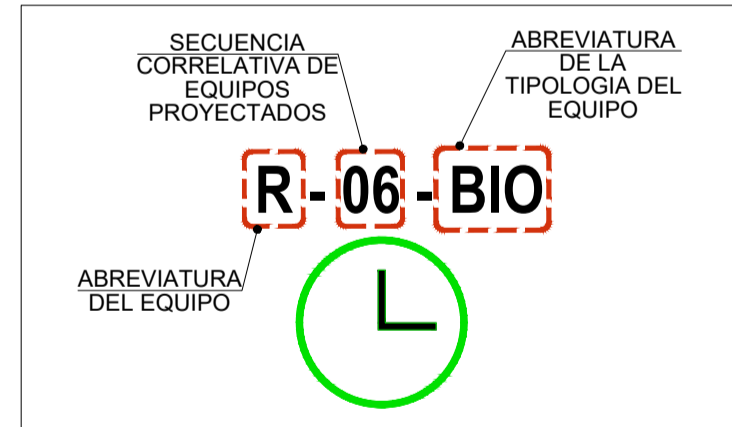 SECUENCIA
CORRELATIVA DE
EQUIPOS
PROYECTADOS
ABREVIATURA
DE LA
TIPOLOGIA DEL
EQUIPO
R - 06 - BIO
ABREVIATURA
DEL EQUIPO